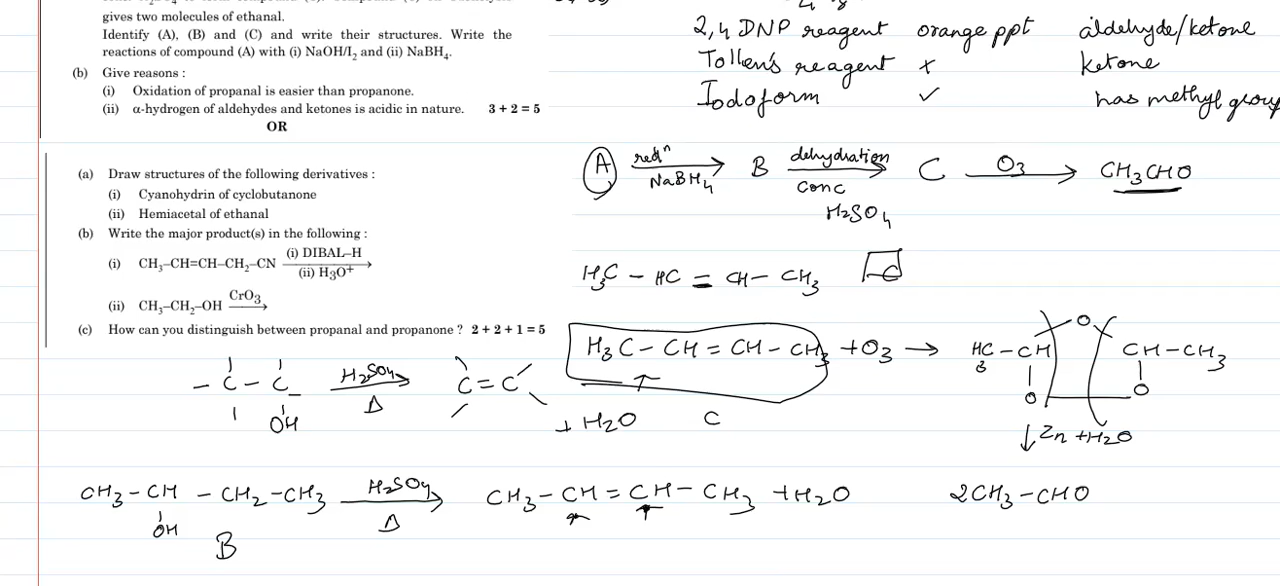 gives two molecules of ethanal.
Identify (A), (B) and (C) and write their structures. Write the
reactions of compound (A) with (i) NaOH/I₂ and (ii) NaBH₄.
(b) Give reasons :
(i) Oxidation of propanal is easier than propanone.
(ii) α-hydrogen of aldehydes and ketones is acidic in nature. 3 + 2 = 5
OR
(a) Draw structures of the following derivatives :
(i) Cyanohydrin of cyclobutanone
(ii) Hemiacetal of ethanal
(b) Write the major product(s) in the following :
(i) CH₃–CH=CH–CH₂–CN (i) DIBAL–H (ii) H₃O⁺ →
(ii) CH₃–CH₂–OH CrO₃ →
(c) How can you distinguish between propanal and propanone ? 2 + 2 + 1 = 5
2,4 DNP reagent orange ppt aldehyde/ketone
Tollen's reagent × ketone
Iodoform ✓ has methyl group
A redⁿ NaBH₄ → B dehydration conc H₂SO₄ → C O₃ → CH₃CHO
H₃C – HC = CH – CH₃
H₃C – CH = CH – CH₃ + O₃ → H₃C – CH O CH – CH₃
O O
C
↓ Zn + H₂O
– C – C – H₂SO₄ Δ → C = C + H₂O
OH
CH₃ – CH – CH₂ – CH₃ H₂SO₄ Δ → CH₃ – CH = CH – CH₃ + H₂O 2CH₃ – CHO
OH
B